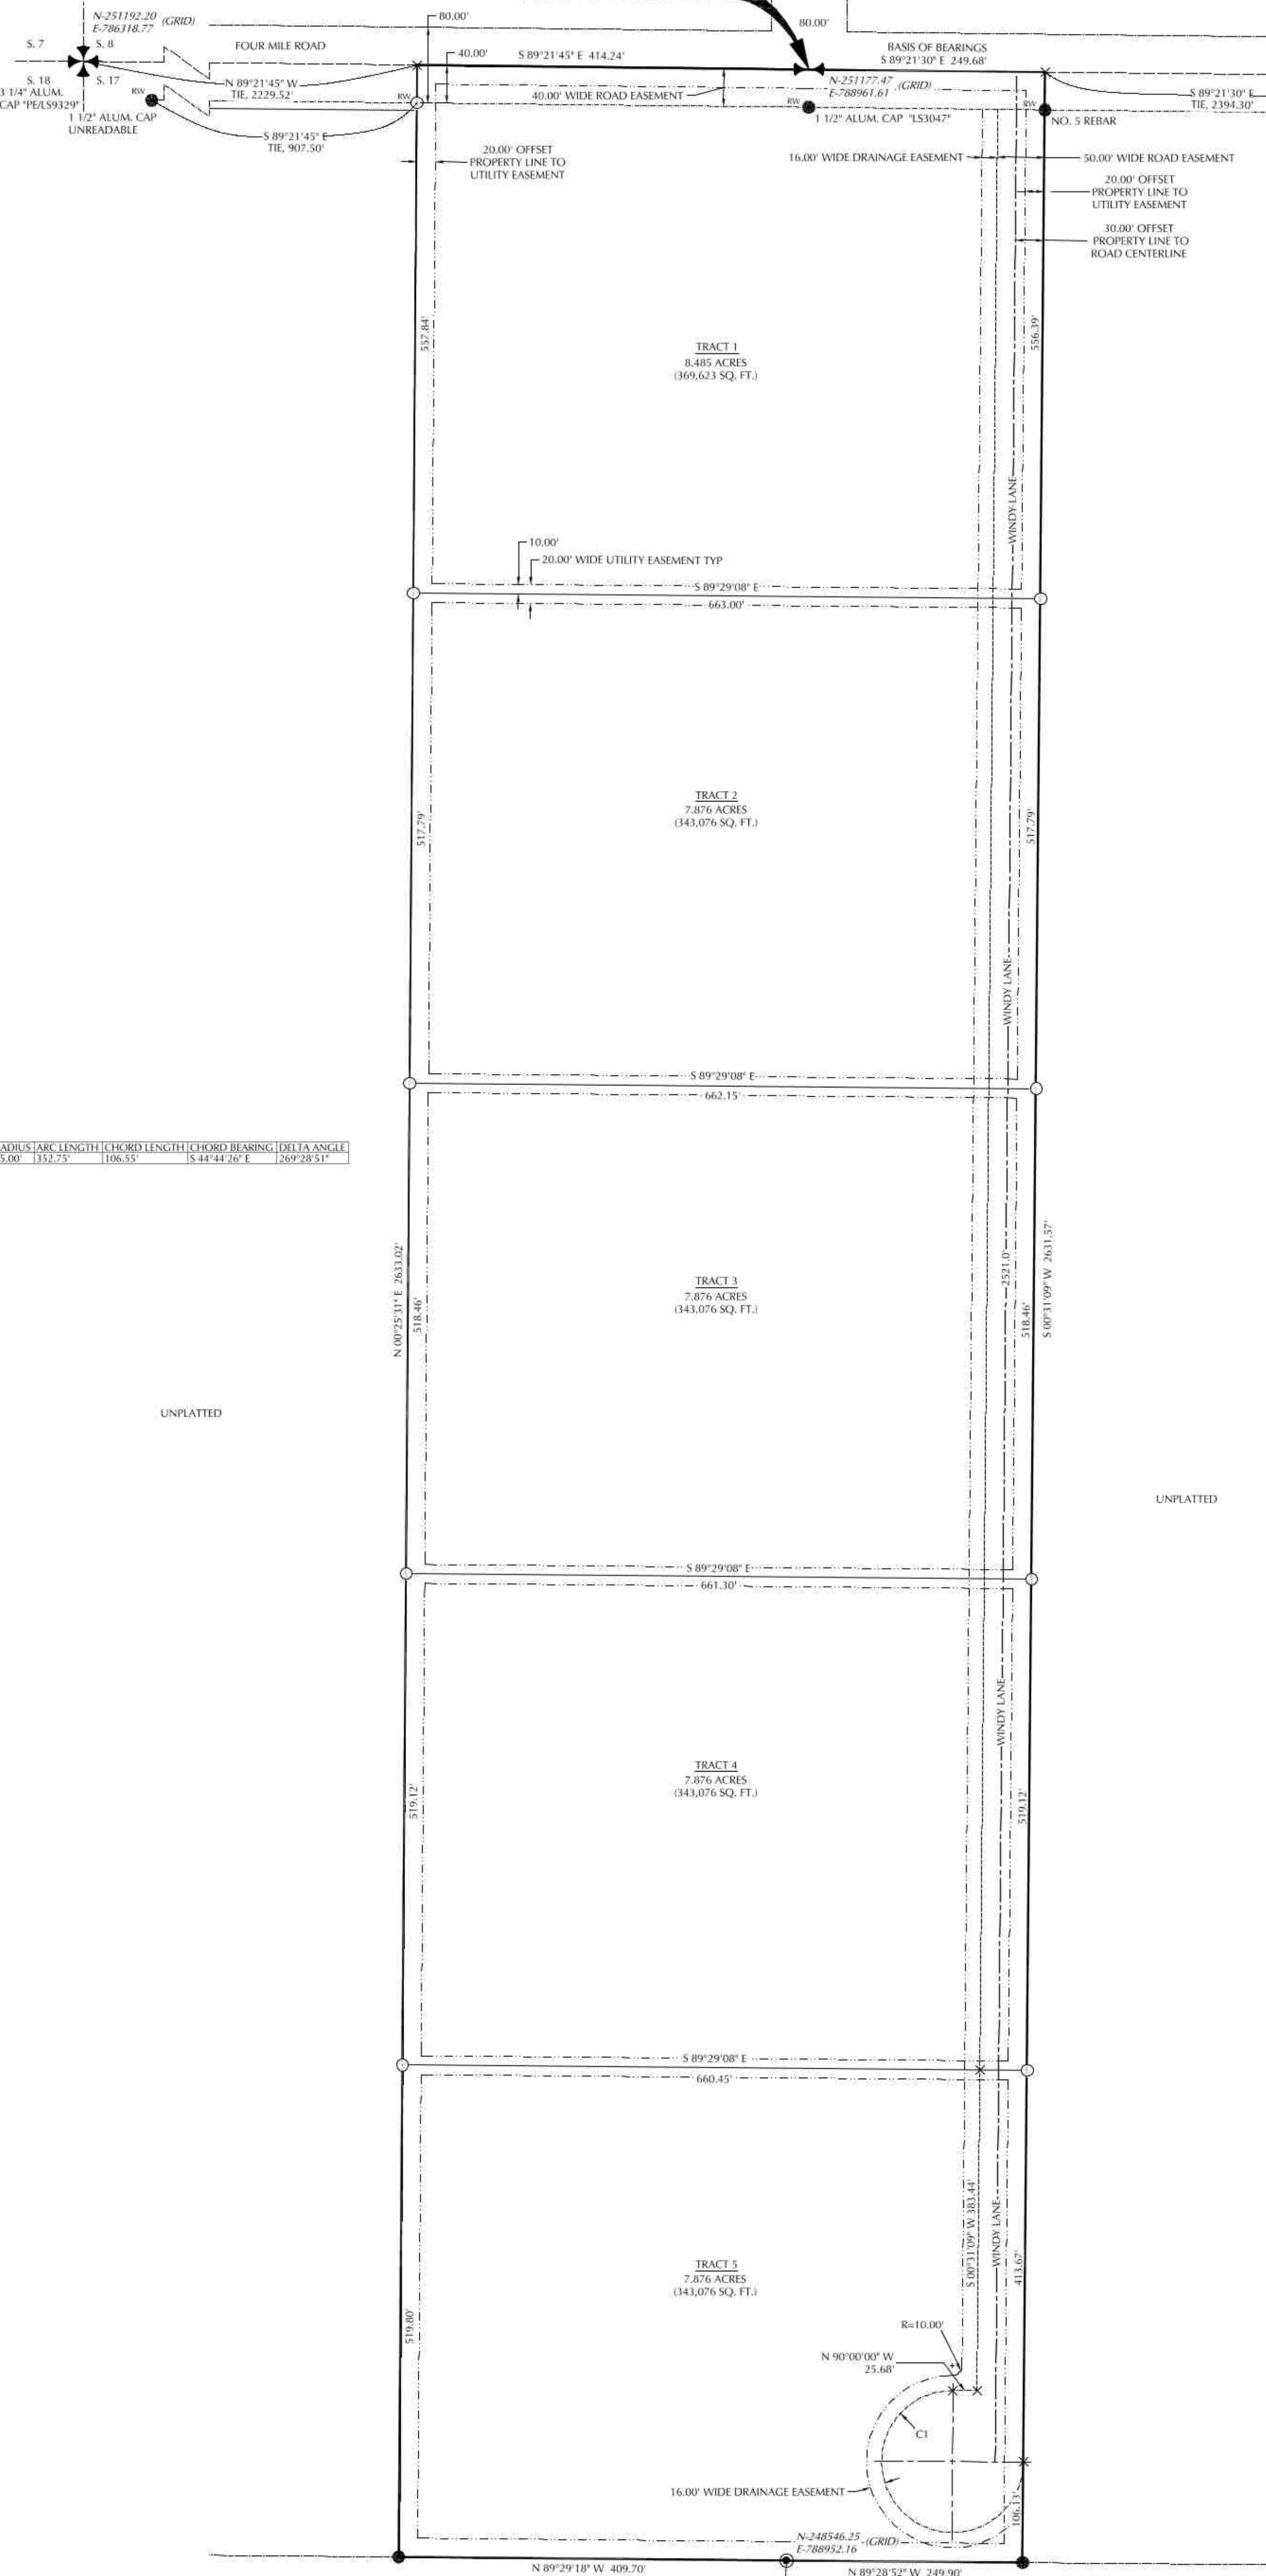 N-251192.20
E-786318.77
(GRID)
S. 7
S. 8
S. 18
S. 17
3 1/4" ALUM.
CAP "PE/LS9329"
RW
1 1/2" ALUM. CAP
UNREADABLE
FOUR MILE ROAD
N 89°21'45" W
TIE, 2229.52'
RW
S 89°21'45" E
TIE, 907.50'
80.00'
40.00'
S 89°21'45" E 414.24'
80.00'
BASIS OF BEARINGS
S 89°21'30" E 249.68'
40.00' WIDE ROAD EASEMENT
N-251177.47
E-788961.61
(GRID)
RW
1 1/2" ALUM. CAP "LS3047"
RW
NO. 5 REBAR
S 89°21'30" E
TIE, 2394.30'
20.00' OFFSET
PROPERTY LINE TO
UTILITY EASEMENT
16.00' WIDE DRAINAGE EASEMENT
50.00' WIDE ROAD EASEMENT
20.00' OFFSET
PROPERTY LINE TO
UTILITY EASEMENT
30.00' OFFSET
PROPERTY LINE TO
ROAD CENTERLINE
557.84'
556.39'
TRACT 1
8.485 ACRES
(369,623 SQ. FT.)
WINDY LANE
10.00'
20.00' WIDE UTILITY EASEMENT TYP
S 89°29'08" E
663.00'
517.79'
TRACT 2
7.876 ACRES
(343,076 SQ. FT.)
517.79'
WINDY LANE
S 89°29'08" E
662.15'
ADIUS ARC LENGTH CHORD LENGTH CHORD BEARING DELTA ANGLE
5.00' 352.75' 106.55' S 44°44'26" E 269°28'51"
N 00°25'31" E 2633.02'
518.46'
TRACT 3
7.876 ACRES
(343,076 SQ. FT.)
2521.0'
518.46'
S 00°31'09" W 2631.57'
UNPLATTED
UNPLATTED
S 89°29'08" E
661.30'
WINDY LANE
519.12'
TRACT 4
7.876 ACRES
(343,076 SQ. FT.)
519.12'
S 89°29'08" E
660.45'
519.80'
TRACT 5
7.876 ACRES
(343,076 SQ. FT.)
S 00°31'09" W 383.44'
WINDY LANE
413.67'
R=10.00'
N 90°00'00" W
25.68'
C1
16.00' WIDE DRAINAGE EASEMENT
106.13'
N-248546.25
E-788952.16
(GRID)
N 89°29'18" W 409.70'
N 89°28'52" W 249.90'